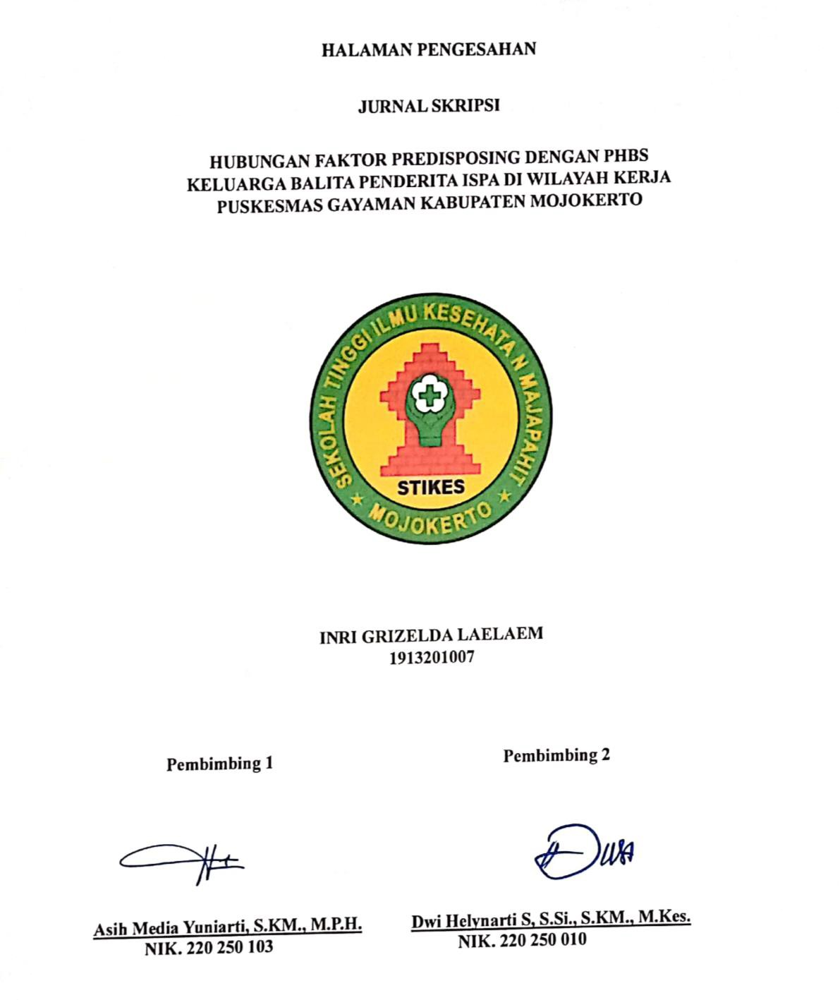 HALAMAN PENGESAHAN
JURNAL SKRIPSI
HUBUNGAN FAKTOR PREDISPOSING DENGAN PHBS
KELUARGA BALITA PENDERITA ISPA DI WILAYAH KERJA
PUSKESMAS GAYAMAN KABUPATEN MOJOKERTO
SEKOLAH TINGGI ILMU KESEHATA N MAJAPAHIT
STIKES
MOJOKERTO
INRI GRIZELDA LAELAEM
1913201007
Pembimbing 1
Pembimbing 2
Asih Media Yuniarti, S.KM., M.P.H.
NIK. 220 250 103
Dwi Helynarti S, S.Si., S.KM., M.Kes.
NIK. 220 250 010